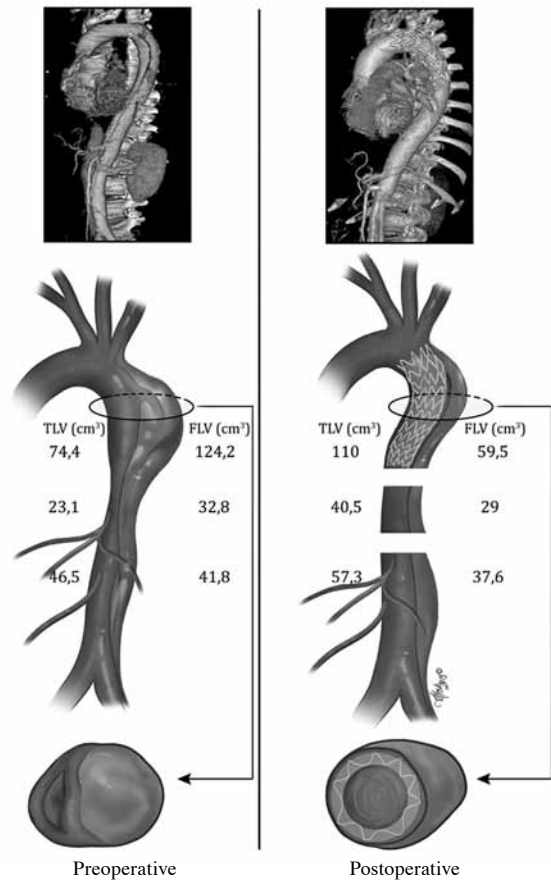 TLV (cm³) FLV (cm³)
74,4 124,2
23,1 32,8
46,5 41,8
TLV (cm³) FLV (cm³)
110 59,5
40,5 29
57,3 37,6
Preoperative
Postoperative